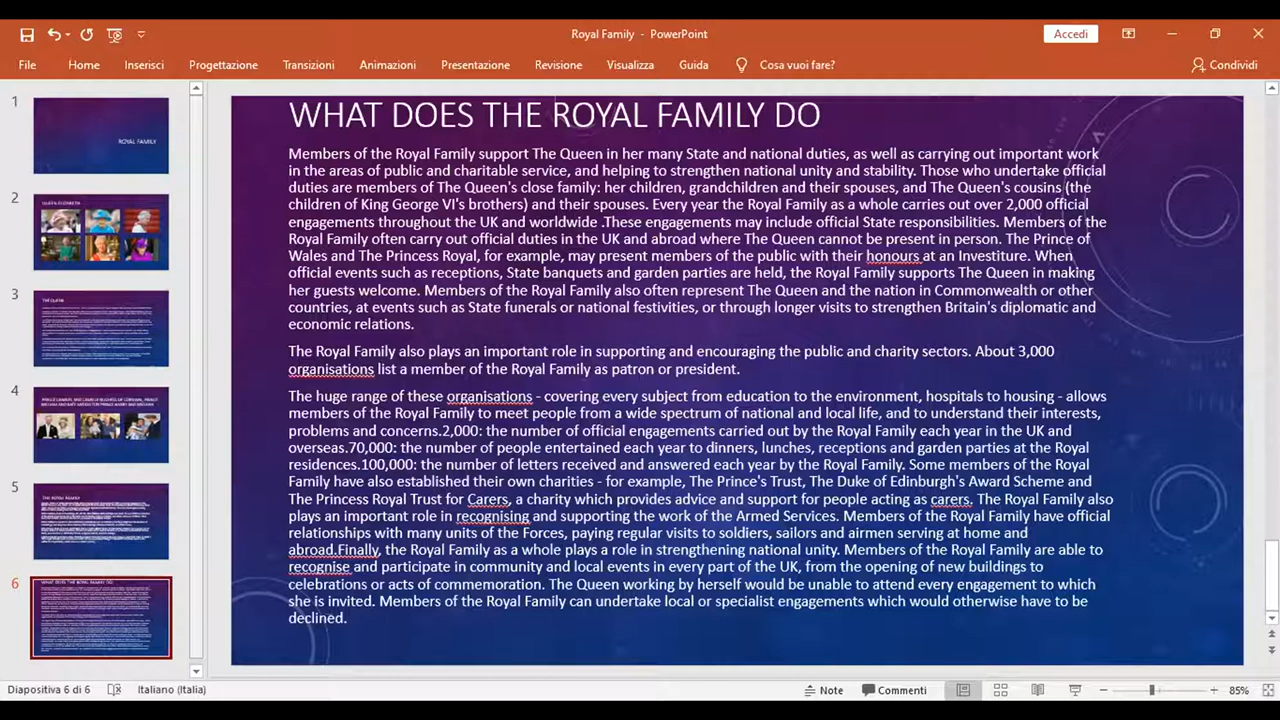 Royal Family - PowerPoint
Accedi
File Home Inserisci Progettazione Transizioni Animazioni Presentazione Revisione Visualizza Guida Cosa vuoi fare? Condividi
1
ROYAL FAMILY
2
QUEEN ELIZABETH
3
THE QUEEN
4
5
THE ROYAL FAMILY
6
WHAT DOES THE ROYAL FAMILY DO
WHAT DOES THE ROYAL FAMILY DO
Members of the Royal Family support The Queen in her many State and national duties, as well as carrying out important work
in the areas of public and charitable service, and helping to strengthen national unity and stability. Those who undertake official
duties are members of The Queen's close family: her children, grandchildren and their spouses, and The Queen's cousins (the
children of King George VI's brothers) and their spouses. Every year the Royal Family as a whole carries out over 2,000 official
engagements throughout the UK and worldwide .These engagements may include official State responsibilities. Members of the
Royal Family often carry out official duties in the UK and abroad where The Queen cannot be present in person. The Prince of
Wales and The Princess Royal, for example, may present members of the public with their honours at an Investiture. When
official events such as receptions, State banquets and garden parties are held, the Royal Family supports The Queen in making
her guests welcome. Members of the Royal Family also often represent The Queen and the nation in Commonwealth or other
countries, at events such as State funerals or national festivities, or through longer visits to strengthen Britain's diplomatic and
economic relations.
The Royal Family also plays an important role in supporting and encouraging the public and charity sectors. About 3,000
organisations list a member of the Royal Family as patron or president.
The huge range of these organisations - covering every subject from education to the environment, hospitals to housing - allows
members of the Royal Family to meet people from a wide spectrum of national and local life, and to understand their interests,
problems and concerns.2,000: the number of official engagements carried out by the Royal Family each year in the UK and
overseas.70,000: the number of people entertained each year to dinners, lunches, receptions and garden parties at the Royal
residences.100,000: the number of letters received and answered each year by the Royal Family. Some members of the Royal
Family have also established their own charities - for example, The Prince's Trust, The Duke of Edinburgh's Award Scheme and
The Princess Royal Trust for Carers, a charity which provides advice and support for people acting as carers. The Royal Family also
plays an important role in recognising and supporting the work of the Armed Services. Members of the Royal Family have official
relationships with many units of the Forces, paying regular visits to soldiers, sailors and airmen serving at home and
abroad.Finally, the Royal Family as a whole plays a role in strengthening national unity. Members of the Royal Family are able to
recognise and participate in community and local events in every part of the UK, from the opening of new buildings to
celebrations or acts of commemoration. The Queen working by herself would be unable to attend every engagement to which
she is invited. Members of the Royal Family can undertake local or specialist engagements which would otherwise have to be
declined.
Diapositiva 6 di 6 Italiano (Italia) Note Commenti 85%